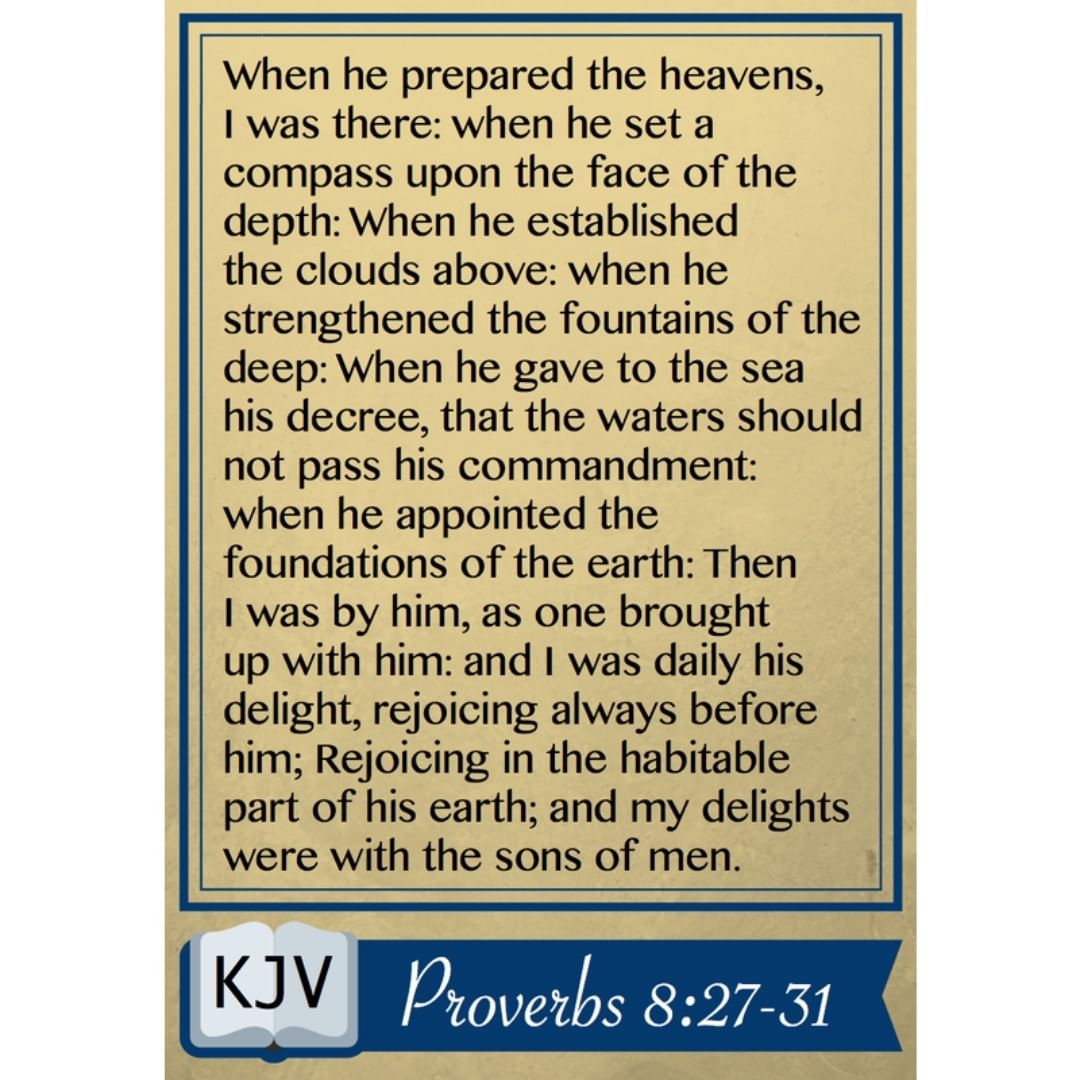 When he prepared the heavens,
I was there: when he set a
compass upon the face of the
depth: When he established
the clouds above: when he
strengthened the fountains of the
deep: When he gave to the sea
his decree, that the waters should
not pass his commandment:
when he appointed the
foundations of the earth: Then
I was by him, as one brought
up with him: and I was daily his
delight, rejoicing always before
him; Rejoicing in the habitable
part of his earth; and my delights
were with the sons of men.
KJV
Proverbs 8:27-31